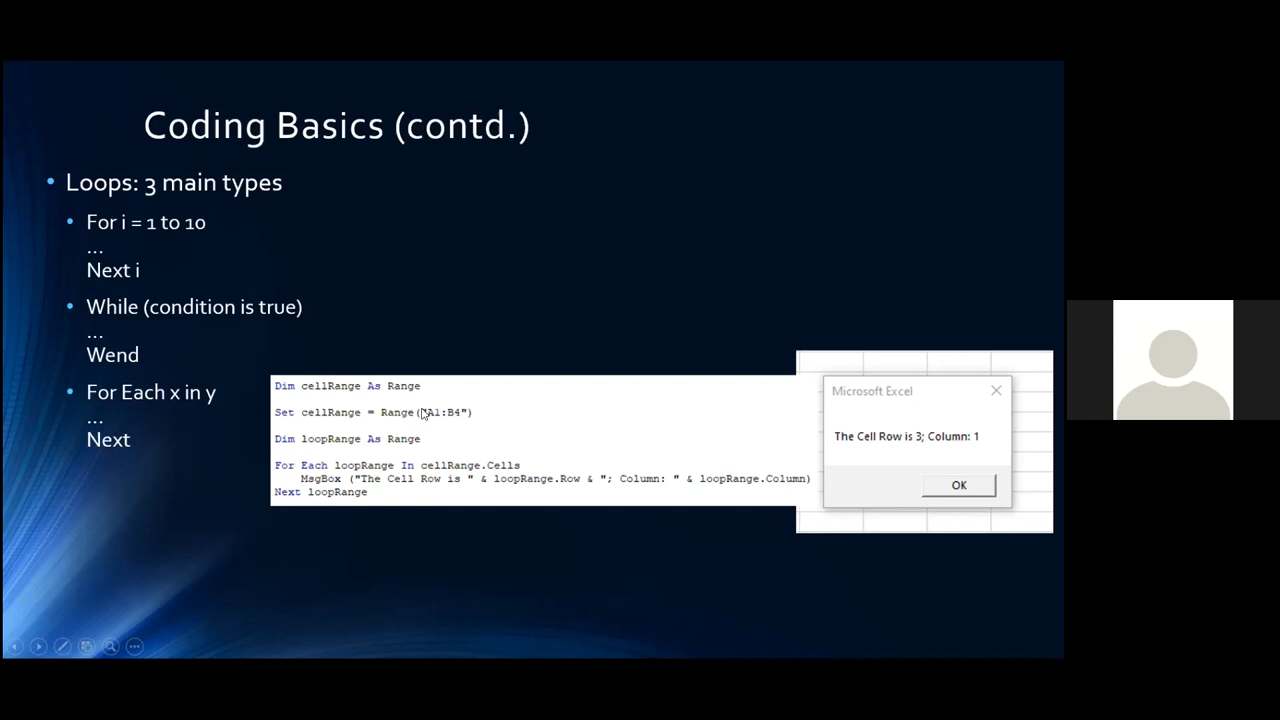 Coding Basics (contd.)
• Loops: 3 main types
• For i = 1 to 10
...
Next i
• While (condition is true)
...
Wend
• For Each x in y
...
Next
Dim cellRange As Range
Set cellRange = Range("A1:B4")
Dim loopRange As Range
For Each loopRange In cellRange.Cells
MsgBox ("The Cell Row is " & loopRange.Row & "; Column: " & loopRange.Column)
Next loopRange
Microsoft Excel
The Cell Row is 3; Column: 1
OK